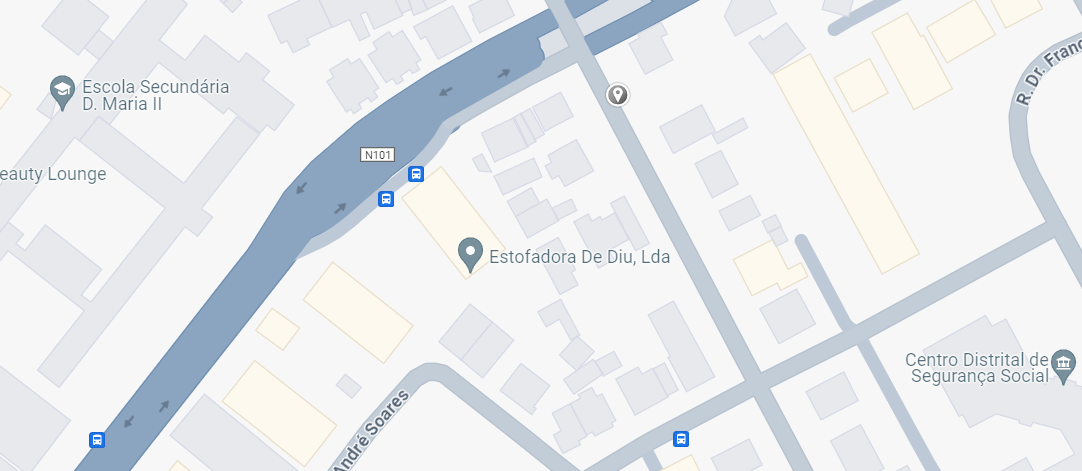 Escola Secundária
D. Maria II
R. Dr. Franc
N101
eauty Lounge
Estofadora De Diu, Lda
Centro Distrital de
Segurança Social
André Soares